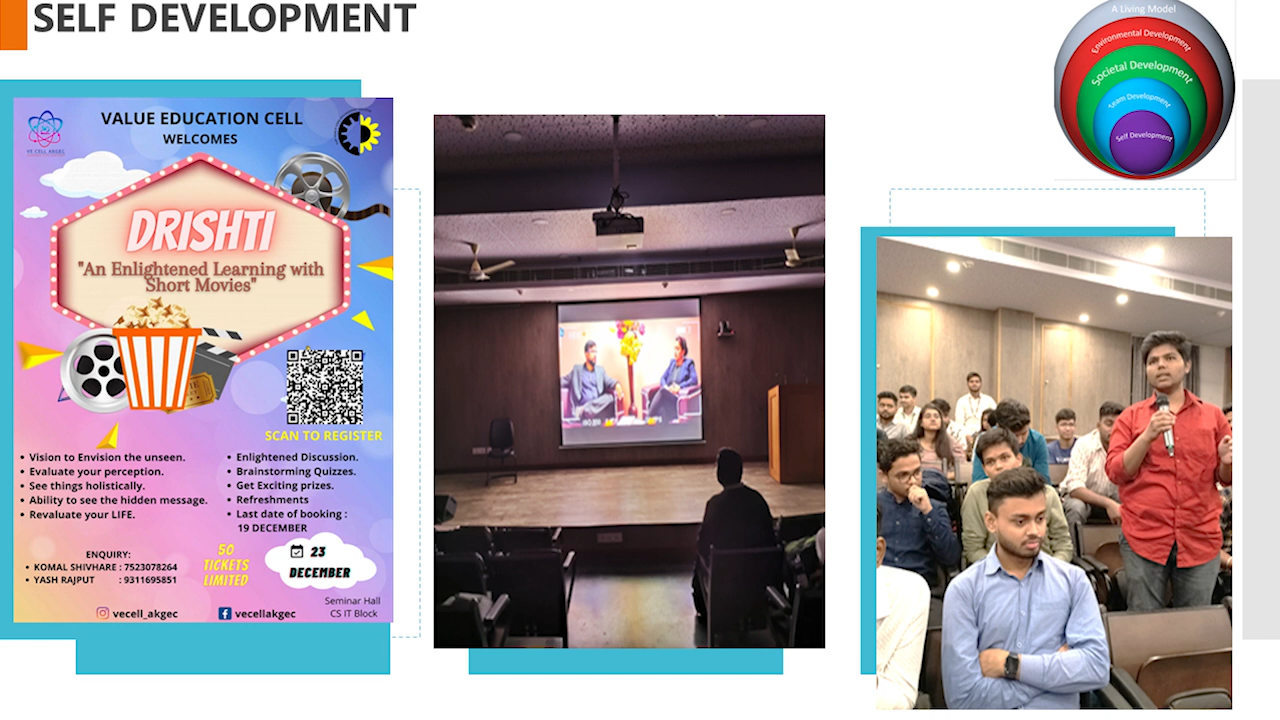 SELF DEVELOPMENT
A Living Model
Environmental Development
Societal Development
Team Development
Self Development
VALUE EDUCATION CELL
WELCOMES
VE CELL AKGEC
DRISHTI
"An Enlightened Learning with
Short Movies"
SCAN TO REGISTER
• Vision to Envision the unseen.
• Evaluate your perception.
• See things holistically.
• Ability to see the hidden message.
• Revaluate your LIFE.
• Enlightened Discussion.
• Brainstorming Quizzes.
• Get Exciting prizes.
• Refreshments
• Last date of booking :
19 DECEMBER
ENQUIRY:
• KOMAL SHIVHARE : 7523078264
• YASH RAJPUT : 9311695851
50
TICKETS
LIMITED
23
DECEMBER
vecell_akgec
vecellakgec
Seminar Hall
CS IT Block